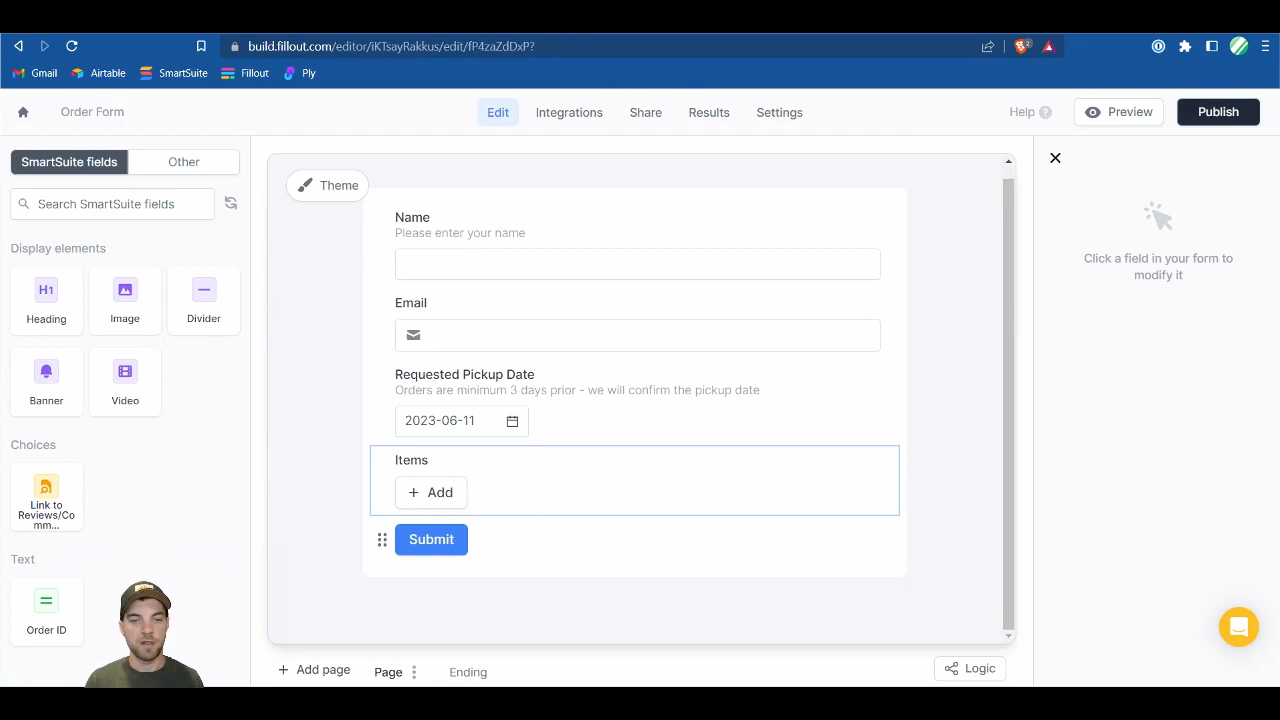 build.fillout.com/editor/iKTsayRakkus/edit/fP4zaZdDxP?
2
Gmail
Airtable
SmartSuite
Fillout
Ply
Order Form
Edit
Integrations
Share
Results
Settings
Help ?
Preview
Publish
SmartSuite fields
Other
Search SmartSuite fields
Display elements
H1
Heading
Image
Divider
Banner
Video
Choices
Link to
Reviews/Co
mm...
Text
Order ID
Theme
Name
Please enter your name
Email
Requested Pickup Date
Orders are minimum 3 days prior - we will confirm the pickup date
2023-06-11
Items
+ Add
Submit
+ Add page
Page
Ending
Logic
Click a field in your form to
modify it